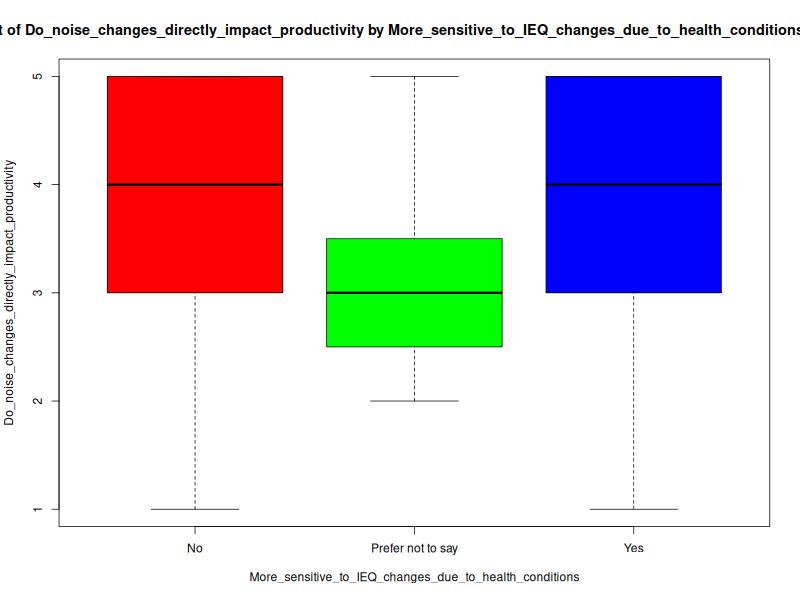 t of Do_noise_changes_directly_impact_productivity by More_sensitive_to_IEQ_changes_due_to_health_conditions
Do_noise_changes_directly_impact_productivity
5
4
3
2
1
No Prefer not to say Yes
More_sensitive_to_IEQ_changes_due_to_health_conditions